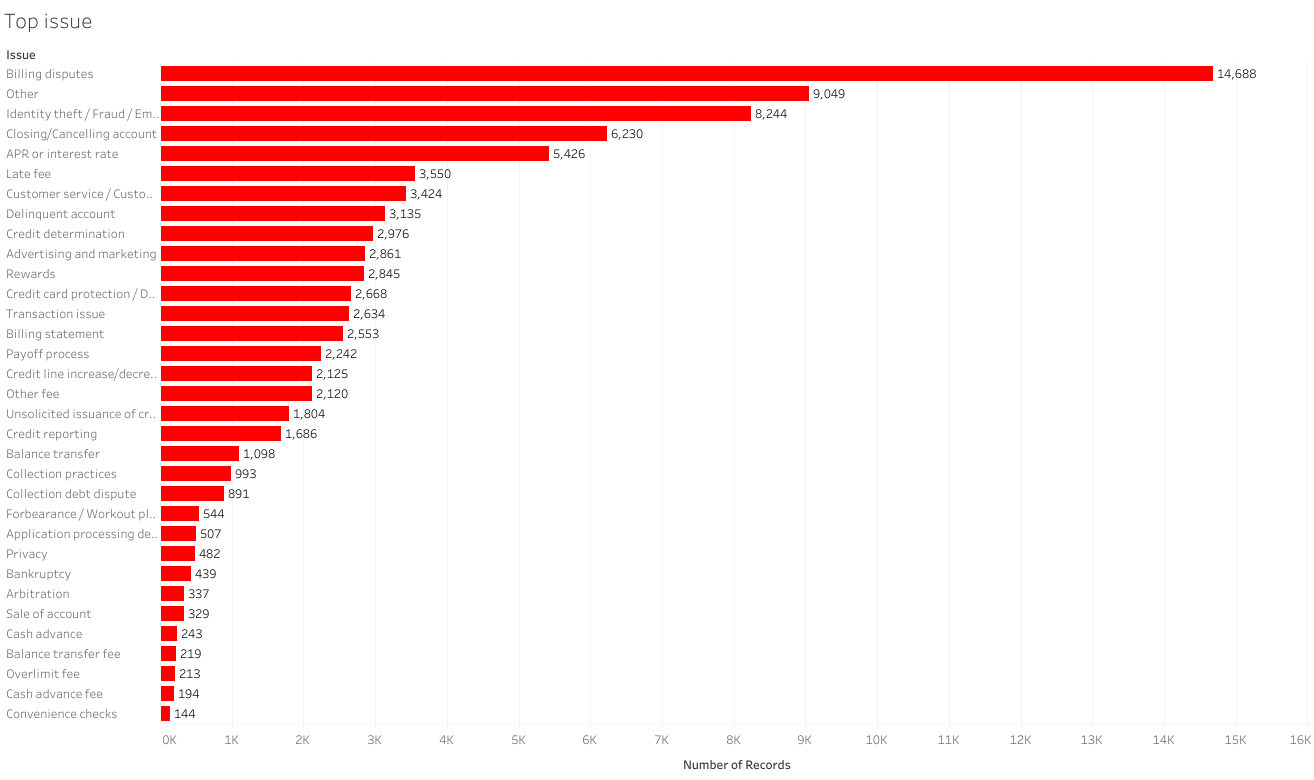 Top issue
Issue
Billing disputes 14,688
Other 9,049
Identity theft / Fraud / Em.. 8,244
Closing/Cancelling account 6,230
APR or interest rate 5,426
Late fee 3,550
Customer service / Custo.. 3,424
Delinquent account 3,135
Credit determination 2,976
Advertising and marketing 2,861
Rewards 2,845
Credit card protection / D.. 2,668
Transaction issue 2,634
Billing statement 2,553
Payoff process 2,242
Credit line increase/decre.. 2,125
Other fee 2,120
Unsolicited issuance of cr.. 1,804
Credit reporting 1,686
Balance transfer 1,098
Collection practices 993
Collection debt dispute 891
Forbearance / Workout pl.. 544
Application processing de.. 507
Privacy 482
Bankruptcy 439
Arbitration 337
Sale of account 329
Cash advance 243
Balance transfer fee 219
Overlimit fee 213
Cash advance fee 194
Convenience checks 144
0K 1K 2K 3K 4K 5K 6K 7K 8K 9K 10K 11K 12K 13K 14K 15K 16K
Number of Records